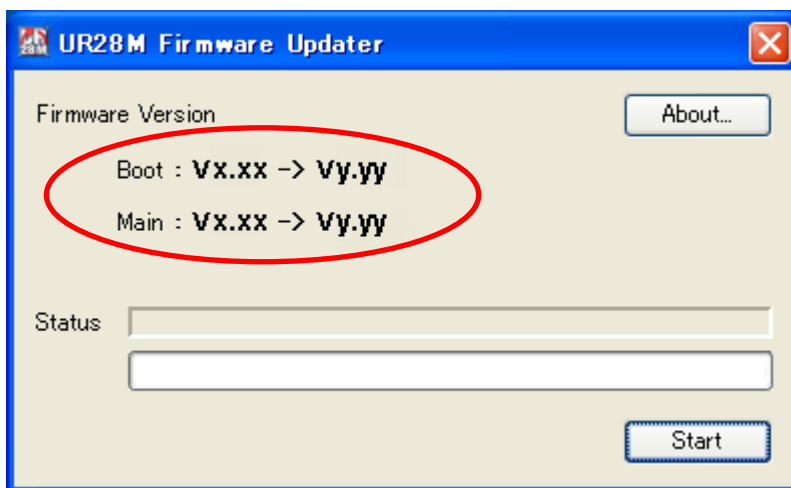 UR28M Firmware Updater
Firmware Version
About...
Boot : Vx.xx -> Vy.yy
Main : Vx.xx -> Vy.yy
Status
Start